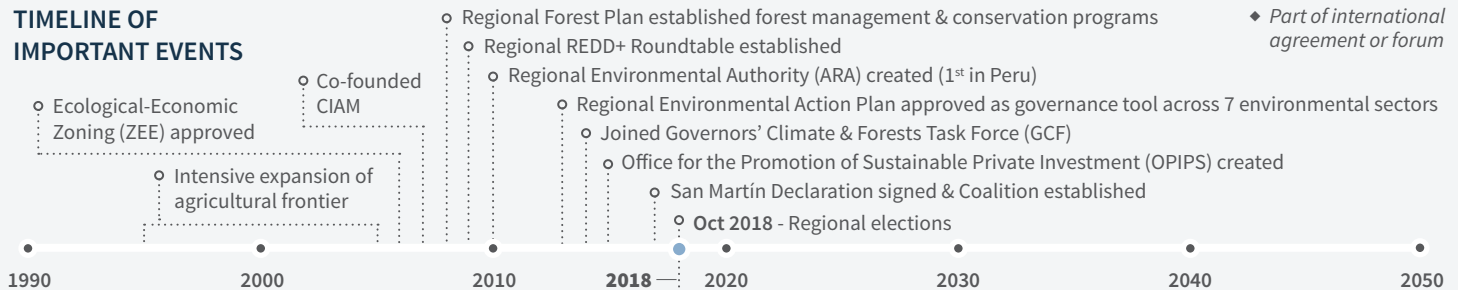 TIMELINE OF
IMPORTANT EVENTS
Regional Forest Plan established forest management & conservation programs
◆ Part of international
agreement or forum
Regional REDD+ Roundtable established
Co-founded
CIAM
Regional Environmental Authority (ARA) created (1st in Peru)
Ecological-Economic
Zoning (ZEE) approved
Regional Environmental Action Plan approved as governance tool across 7 environmental sectors
Joined Governors’ Climate & Forests Task Force (GCF)
Office for the Promotion of Sustainable Private Investment (OPIPS) created
Intensive expansion of
agricultural frontier
San Martín Declaration signed & Coalition established
Oct 2018 - Regional elections
1990 2000 2010 2018 2020 2030 2040 2050